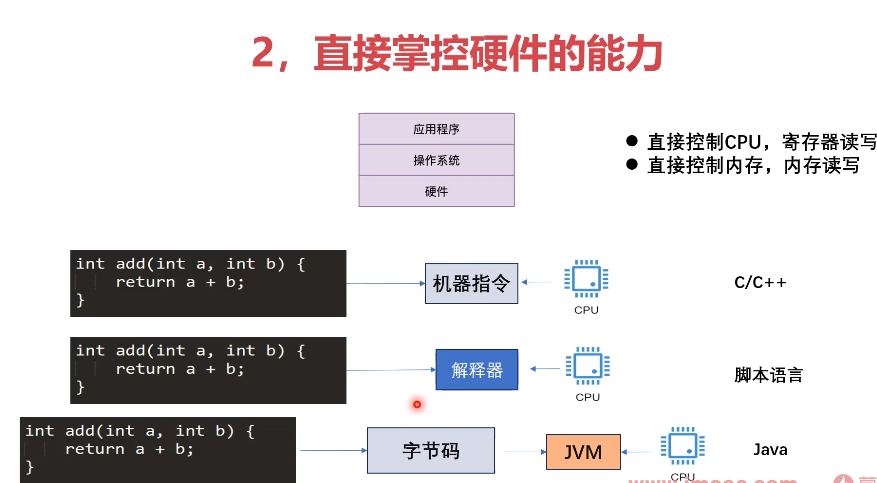 2，直接掌控硬件的能力
应用程序
操作系统
硬件
● 直接控制CPU，寄存器读写
● 直接控制内存，内存读写
int add(int a, int b) {
return a + b;
}
机器指令
CPU
C/C++
int add(int a, int b) {
return a + b;
}
解释器
CPU
脚本语言
int add(int a, int b) {
return a + b;
}
字节码
JVM
CPU
Java